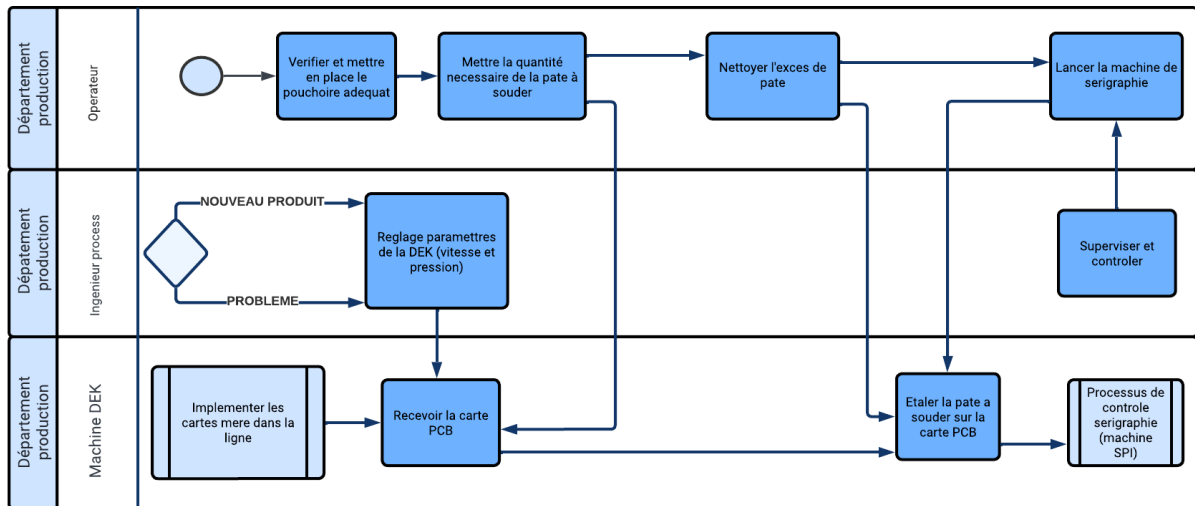 Département
production
Operateur
Verifier et mettre
en place le
pouchoire adequat
Mettre la quantité
necessaire de la pate à
souder
Nettoyer l'exces de
pate
Lancer la machine de
serigraphie
Dépatement
production
Ingenieur process
NOUVEAU PRODUIT
PROBLEME
Reglage paramettres
de la DEK (vitesse et
pression)
Superviser et
controler
Département
production
Machine DEK
Implementer les
cartes mere dans la
ligne
Recevoir la carte
PCB
Etaler la pate a
souder sur la
carte PCB
Processus de
controle
serigraphie
(machine
SPI)